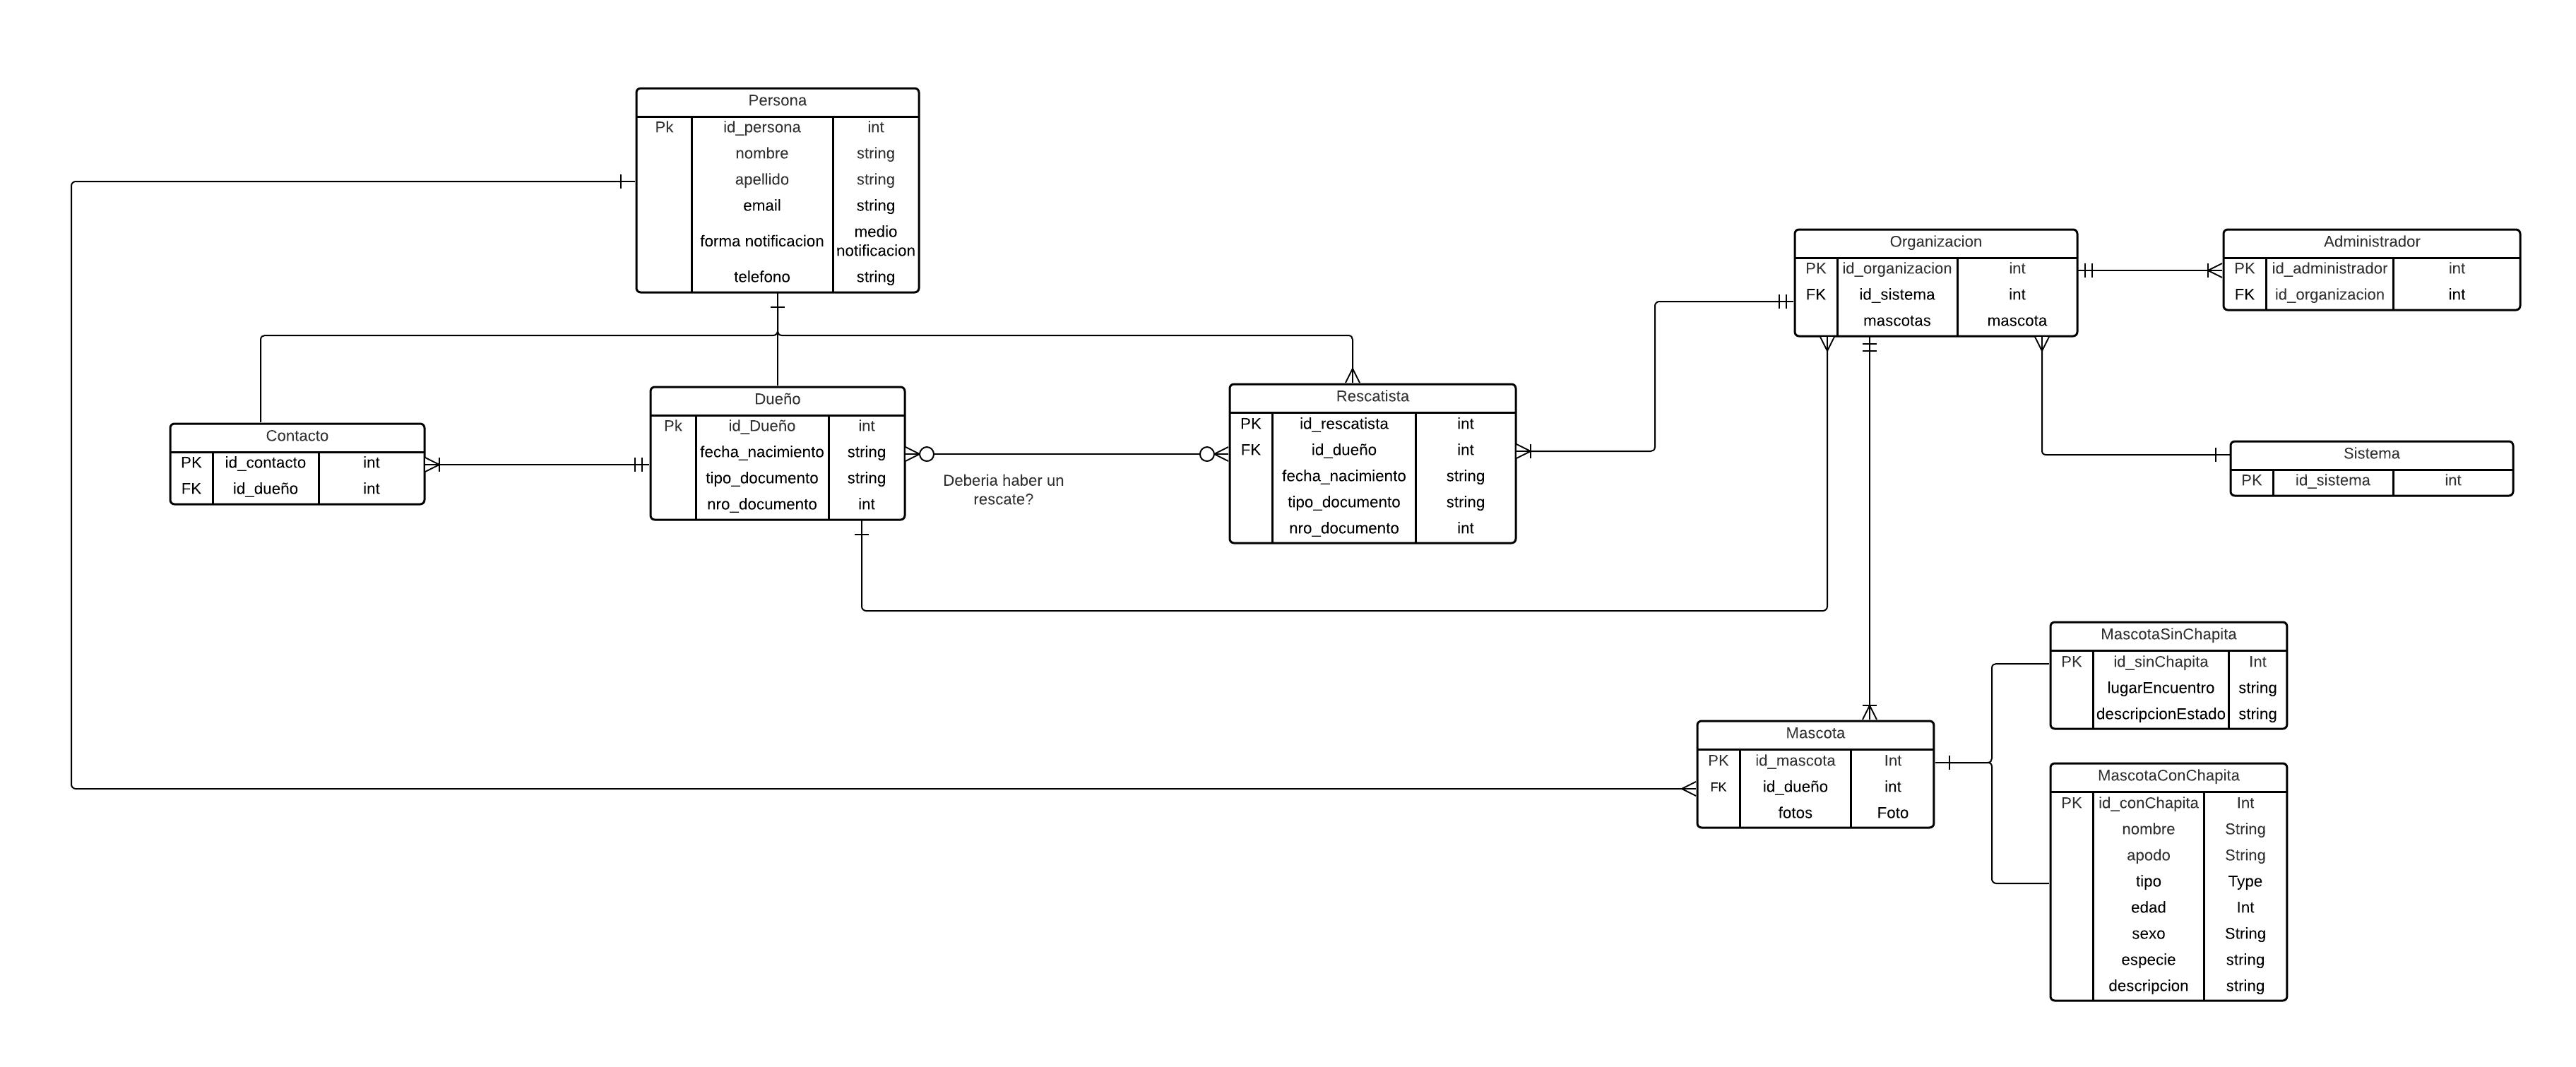 Persona
Pk id_persona int
nombre string
apellido string
email string
forma notificacion medio
notificacion
telefono string
Organizacion
PK id_organizacion int
FK id_sistema int
mascotas mascota
Administrador
PK id_administrador int
FK id_organizacion int
Contacto
PK id_contacto int
FK id_dueño int
Dueño
Pk id_Dueño int
fecha_nacimiento string
tipo_documento string
nro_documento int
Deberia haber un
rescate?
Rescatista
PK id_rescatista int
FK id_dueño int
fecha_nacimiento string
tipo_documento string
nro_documento int
Sistema
PK id_sistema int
MascotaSinChapita
PK id_sinChapita Int
lugarEncuentro string
descripcionEstado string
Mascota
PK id_mascota Int
FK id_dueño int
fotos Foto
MascotaConChapita
PK id_conChapita Int
nombre String
apodo String
tipo Type
edad Int
sexo String
especie string
descripcion string